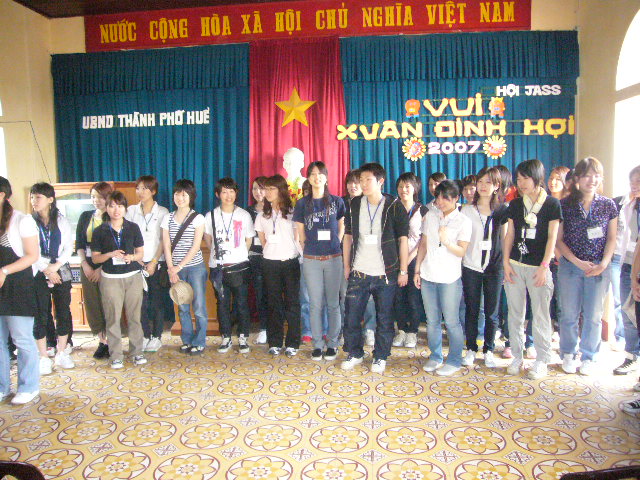 NƯỚC CỘNG HÒA XÃ HỘI CHỦ NGHĨA VIỆT NAM
UBND THÀNH PHỐ HUẾ
HỘI JASS
VUI
XUÂN ĐINH HỢI
2007